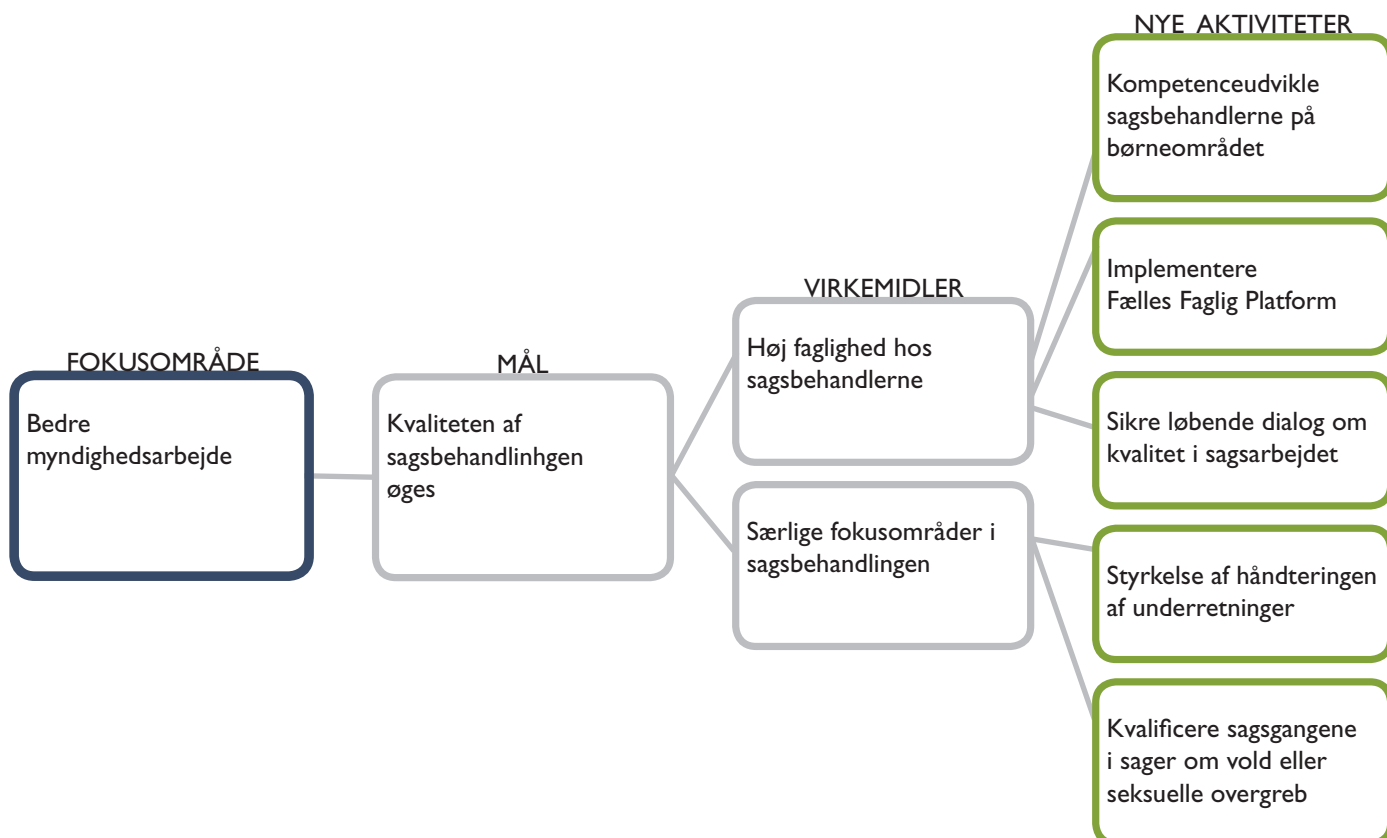 FOKUSOMRÅDE
Bedre
myndighedsarbejde
MÅL
Kvaliteten af
sagsbehandlinhgen
øges
VIRKEMIDLER
Høj faglighed hos
sagsbehandlerne
Særlige fokusområder i
sagsbehandlingen
NYE AKTIVITETER
Kompetenceudvikle
sagsbehandlerne på
børneområdet
Implementere
Fælles Faglig Platform
Sikre løbende dialog om
kvalitet i sagsarbejdet
Styrkelse af håndteringen
af underretninger
Kvalificere sagsgangene
i sager om vold eller
seksuelle overgreb